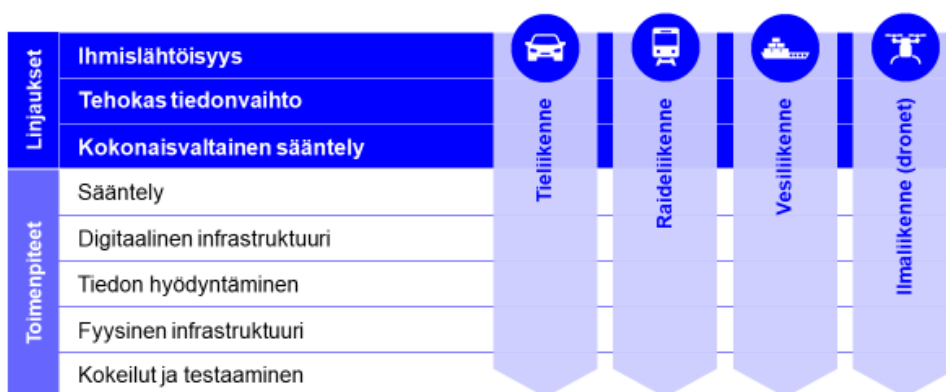 Linjaukset
Ihmislähtöisyys
Tehokas tiedonvaihto
Kokonaisvaltainen sääntely
Toimenpiteet
Sääntely
Digitaalinen infrastruktuuri
Tiedon hyödyntäminen
Fyysinen infrastruktuuri
Kokeilut ja testaaminen
Tieliikenne
Raideliikenne
Vesiliikenne
Ilmaliikenne (dronet)